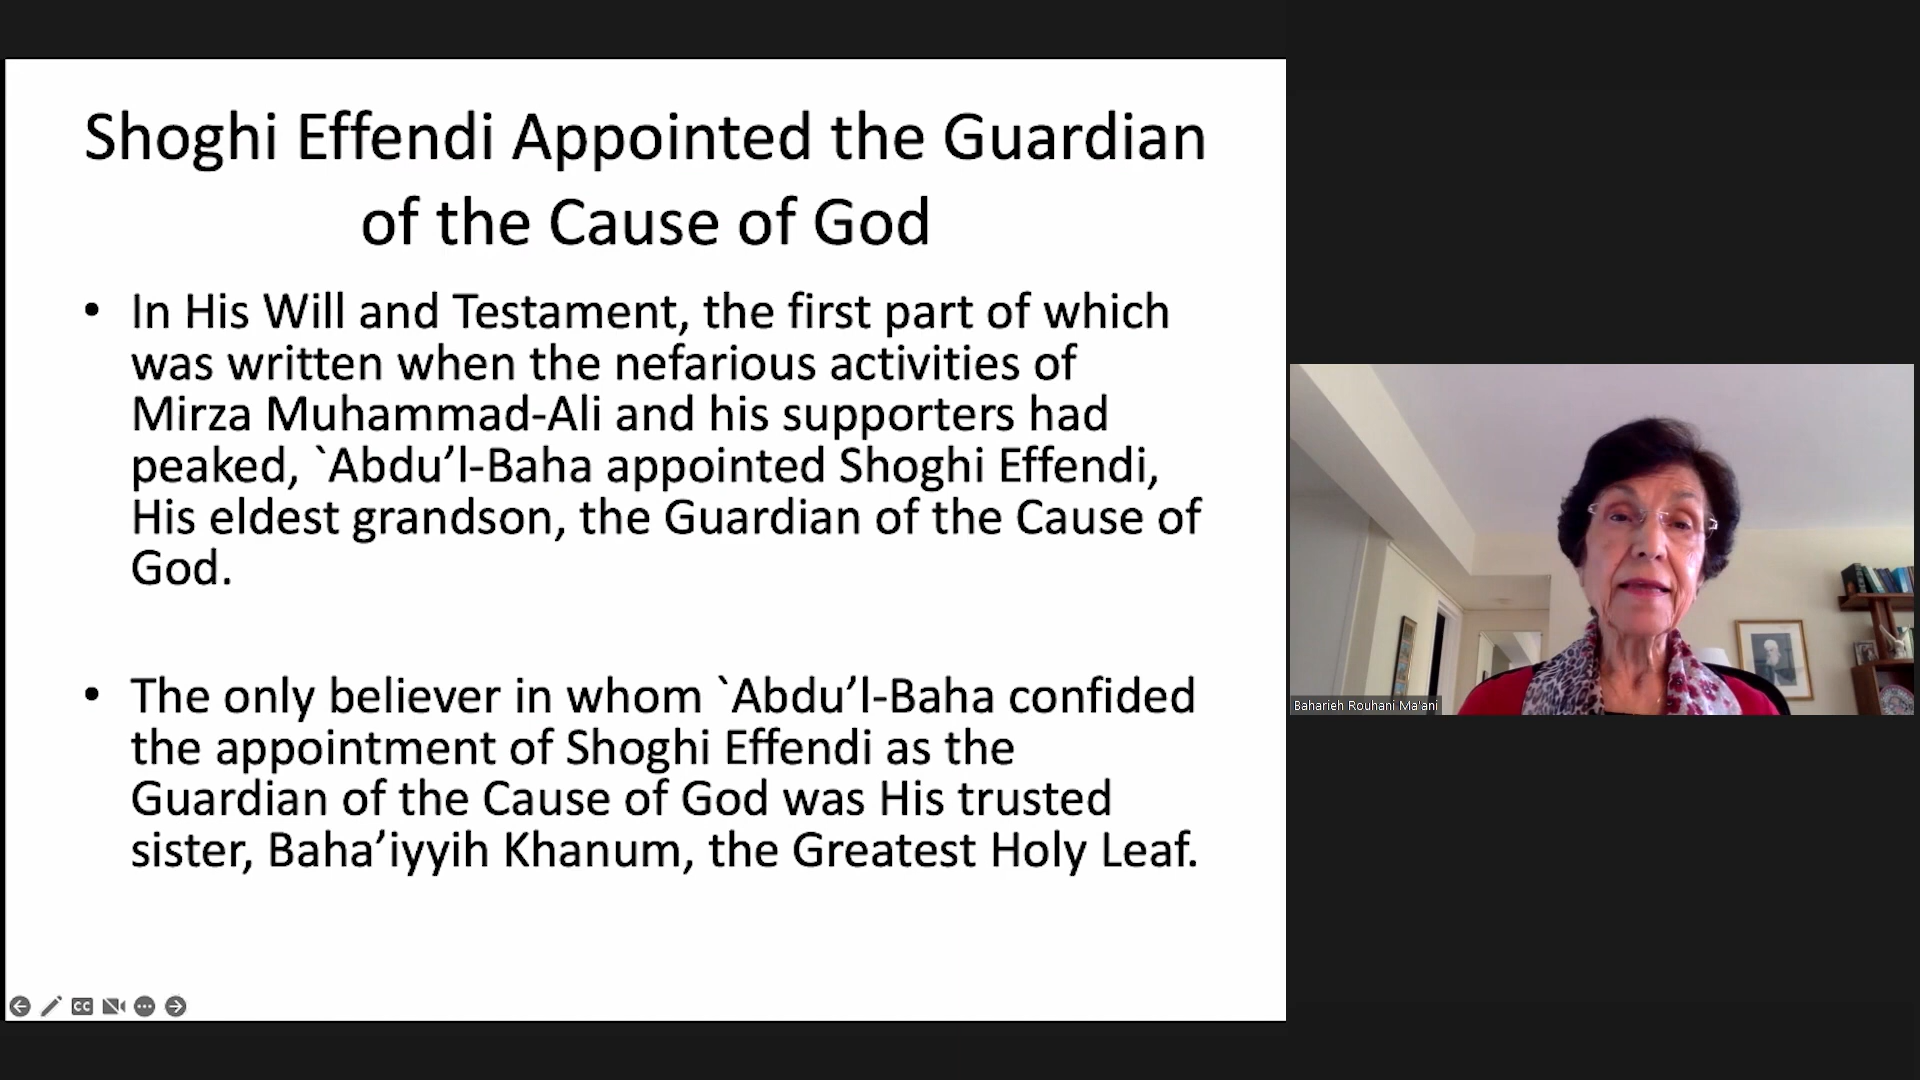 Shoghi Effendi Appointed the Guardian
of the Cause of God
• In His Will and Testament, the first part of which
was written when the nefarious activities of
Mirza Muhammad-Ali and his supporters had
peaked, `Abdu’l-Baha appointed Shoghi Effendi,
His eldest grandson, the Guardian of the Cause of
God.
• The only believer in whom `Abdu’l-Baha confided
the appointment of Shoghi Effendi as the
Guardian of the Cause of God was His trusted
sister, Baha’iyyih Khanum, the Greatest Holy Leaf.
CC
Baharieh Rouhani Ma'ani